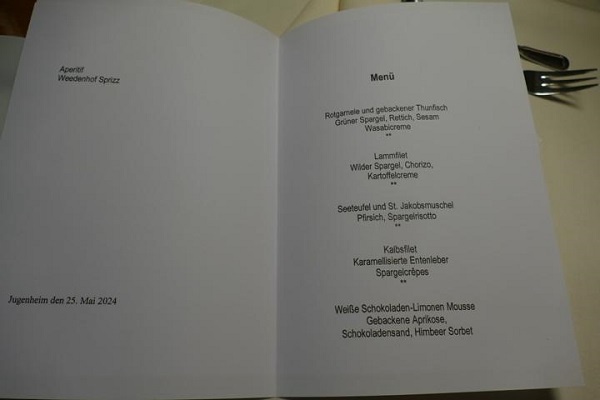 Aperitif
Weedenhof Sprizz
Jugenheim den 25. Mai 2024
Menü
Rotgarnele und gebackener Thunfisch
Grüner Spargel, Rettich, Sesam
Wasabicreme
**
Lammfilet
Wilder Spargel, Chorizo,
Kartoffelcreme
**
Seeteufel und St. Jakobsmuschel
Pfirsich, Spargelrisotto
**
Kalbsfilet
Karamellisierte Entenleber
Spargelcrêpes
**
Weiße Schokoladen-Limonen Mousse
Gebackene Aprikose,
Schokoladensand, Himbeer Sorbet